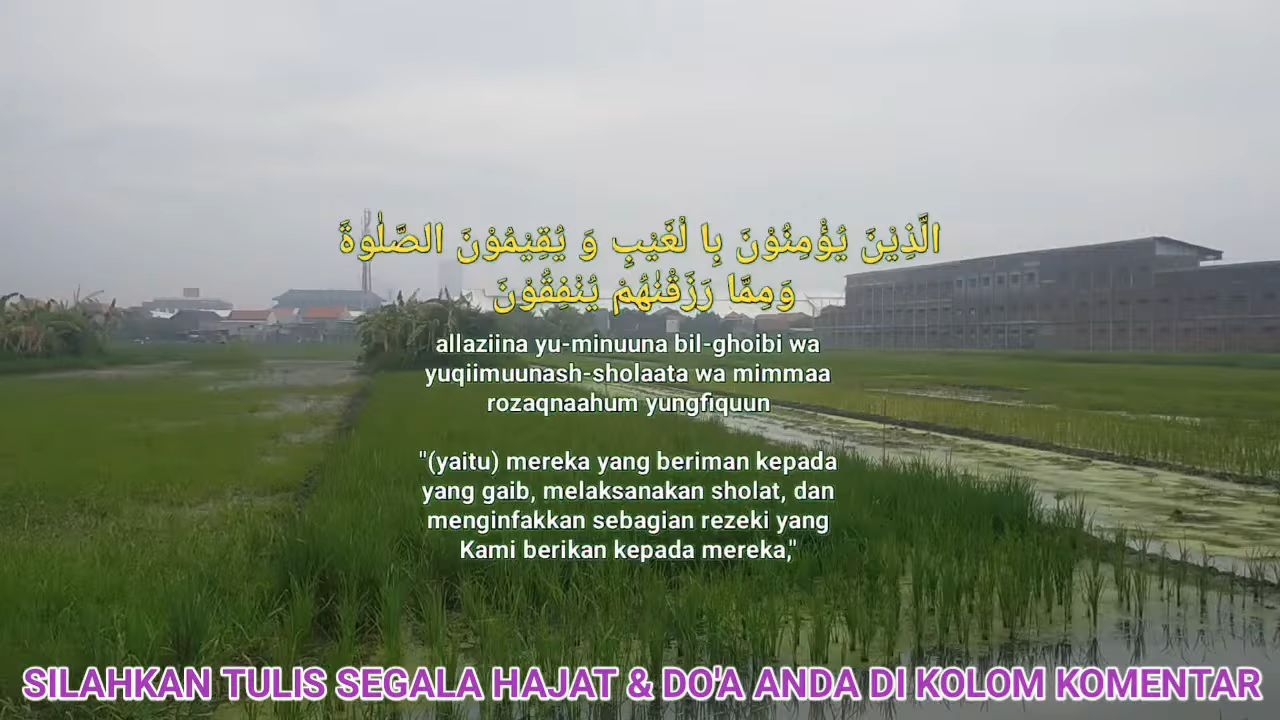 الَّذِيْنَ يُؤْمِنُوْنَ بِا لْغَيْبِ وَ يُقِيْمُوْنَ الصَّلٰوةَ
وَمِمَّا رَزَقْنٰهُمْ يُنْفِقُوْنَ
allaziina yu-minuuna bil-ghoibi wa
yuqiimuunash-sholaata wa mimmaa
rozaqnaahum yungfiquun
"(yaitu) mereka yang beriman kepada
yang gaib, melaksanakan sholat, dan
menginfakkan sebagian rezeki yang
Kami berikan kepada mereka,"
SILAHKAN TULIS SEGALA HAJAT & DO'A ANDA DI KOLOM KOMENTAR